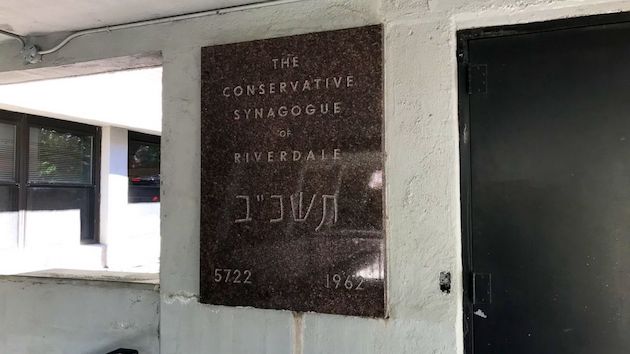 THE
CONSERVATIVE
SYNAGOGUE
OF
RIVERDALE
תשכ"ב
5722 1962